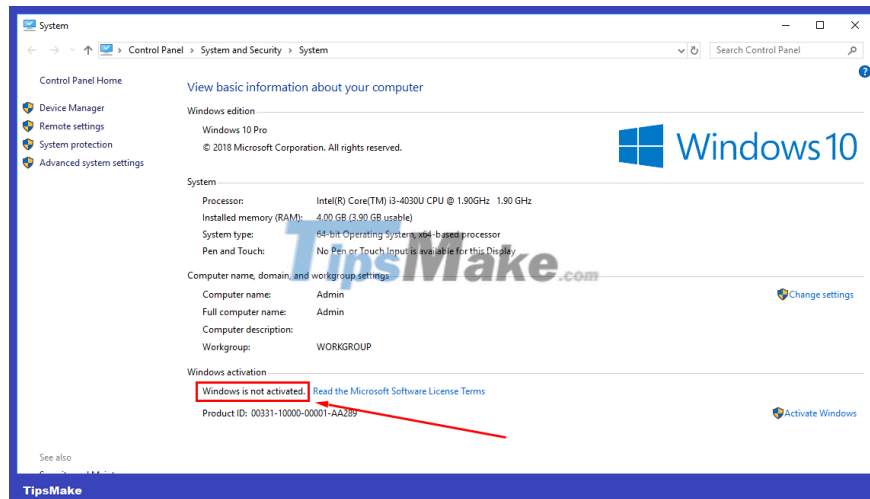 System
Control Panel > System and Security > System
Search Control Panel
?
Control Panel Home
Device Manager
Remote settings
System protection
Advanced system settings
View basic information about your computer
Windows edition
Windows 10 Pro
© 2018 Microsoft Corporation. All rights reserved.
Windows 10
System
Processor: Intel(R) Core(TM) i3-4030U CPU @ 1.90GHz 1.90 GHz
Installed memory (RAM): 4.00 GB (3.90 GB usable)
System type: 64-bit Operating System, x64-based processor
Pen and Touch: No Pen or Touch Input is available for this Display
TipsMake.com
Computer name, domain, and workgroup settings
Computer name: Admin
Change settings
Full computer name: Admin
Computer description:
Workgroup: WORKGROUP
Windows activation
Windows is not activated. Read the Microsoft Software License Terms
Product ID: 00331-10000-00001-AA289
Activate Windows
See also
TipsMake